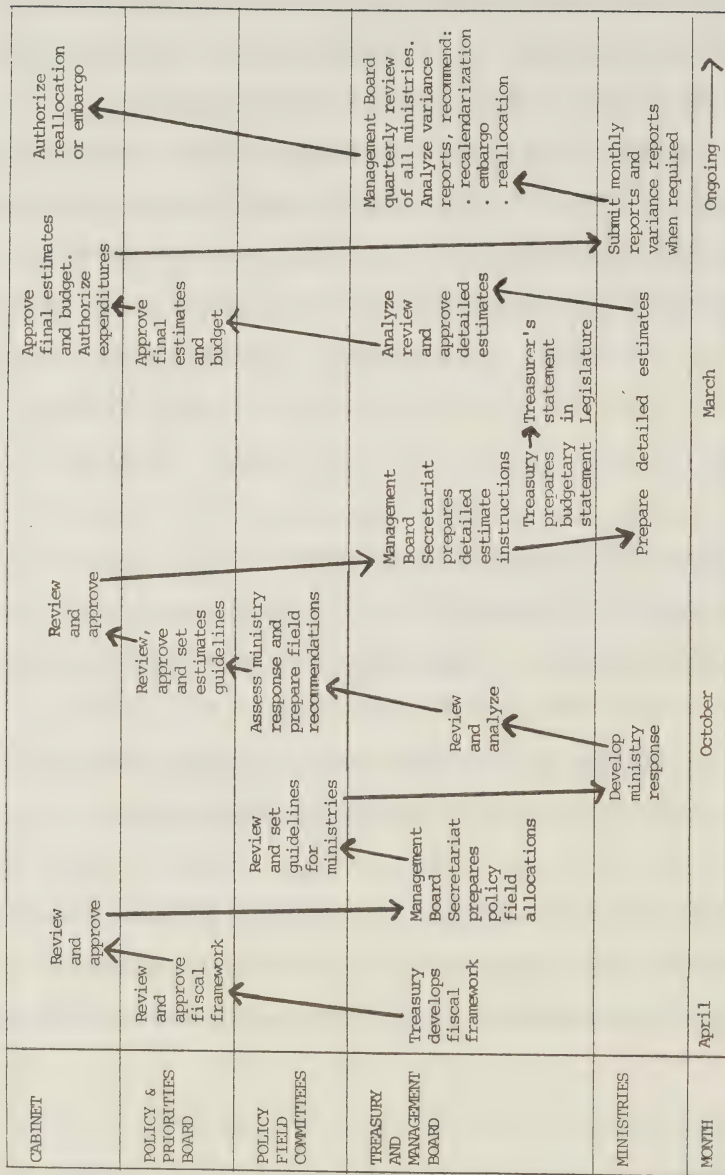 CABINET
Review
and
approve
Review
and
approve
Approve
final estimates
and budget.
Authorize
expenditures
Authorize
reallocation
or embargo
POLICY &
PRIORITIES
BOARD
Review
and
approve
fiscal
framework
Review,
approve
and set
estimates
guidelines
Approve
final
estimates
and
budget
POLICY
FIELD
COMMITTEES
Review
and set
guidelines
for
ministries
Assess ministry
response and
prepare field
recommendations
TREASURY
AND
MANAGEMENT
BOARD
Treasury
develops
fiscal
framework
Management
Board
Secretariat
prepares
policy
field
allocations
Review
and
analyze
Management
Board
Secretariat
prepares
detailed
estimate
instructions
Treasury
prepares
budgetary
statement
Treasurer's
statement
in
Legislature
Analyze
review
and
approve
detailed
estimates
Management Board
quarterly review
of all ministries.
Analyze variance
reports, recommend:
. recalendarization
. embargo
. reallocation
MINISTRIES
Develop
ministry
response
Prepare detailed estimates
Submit monthly
reports and
variance reports
when required
MONTH
April
October
March
Ongoing